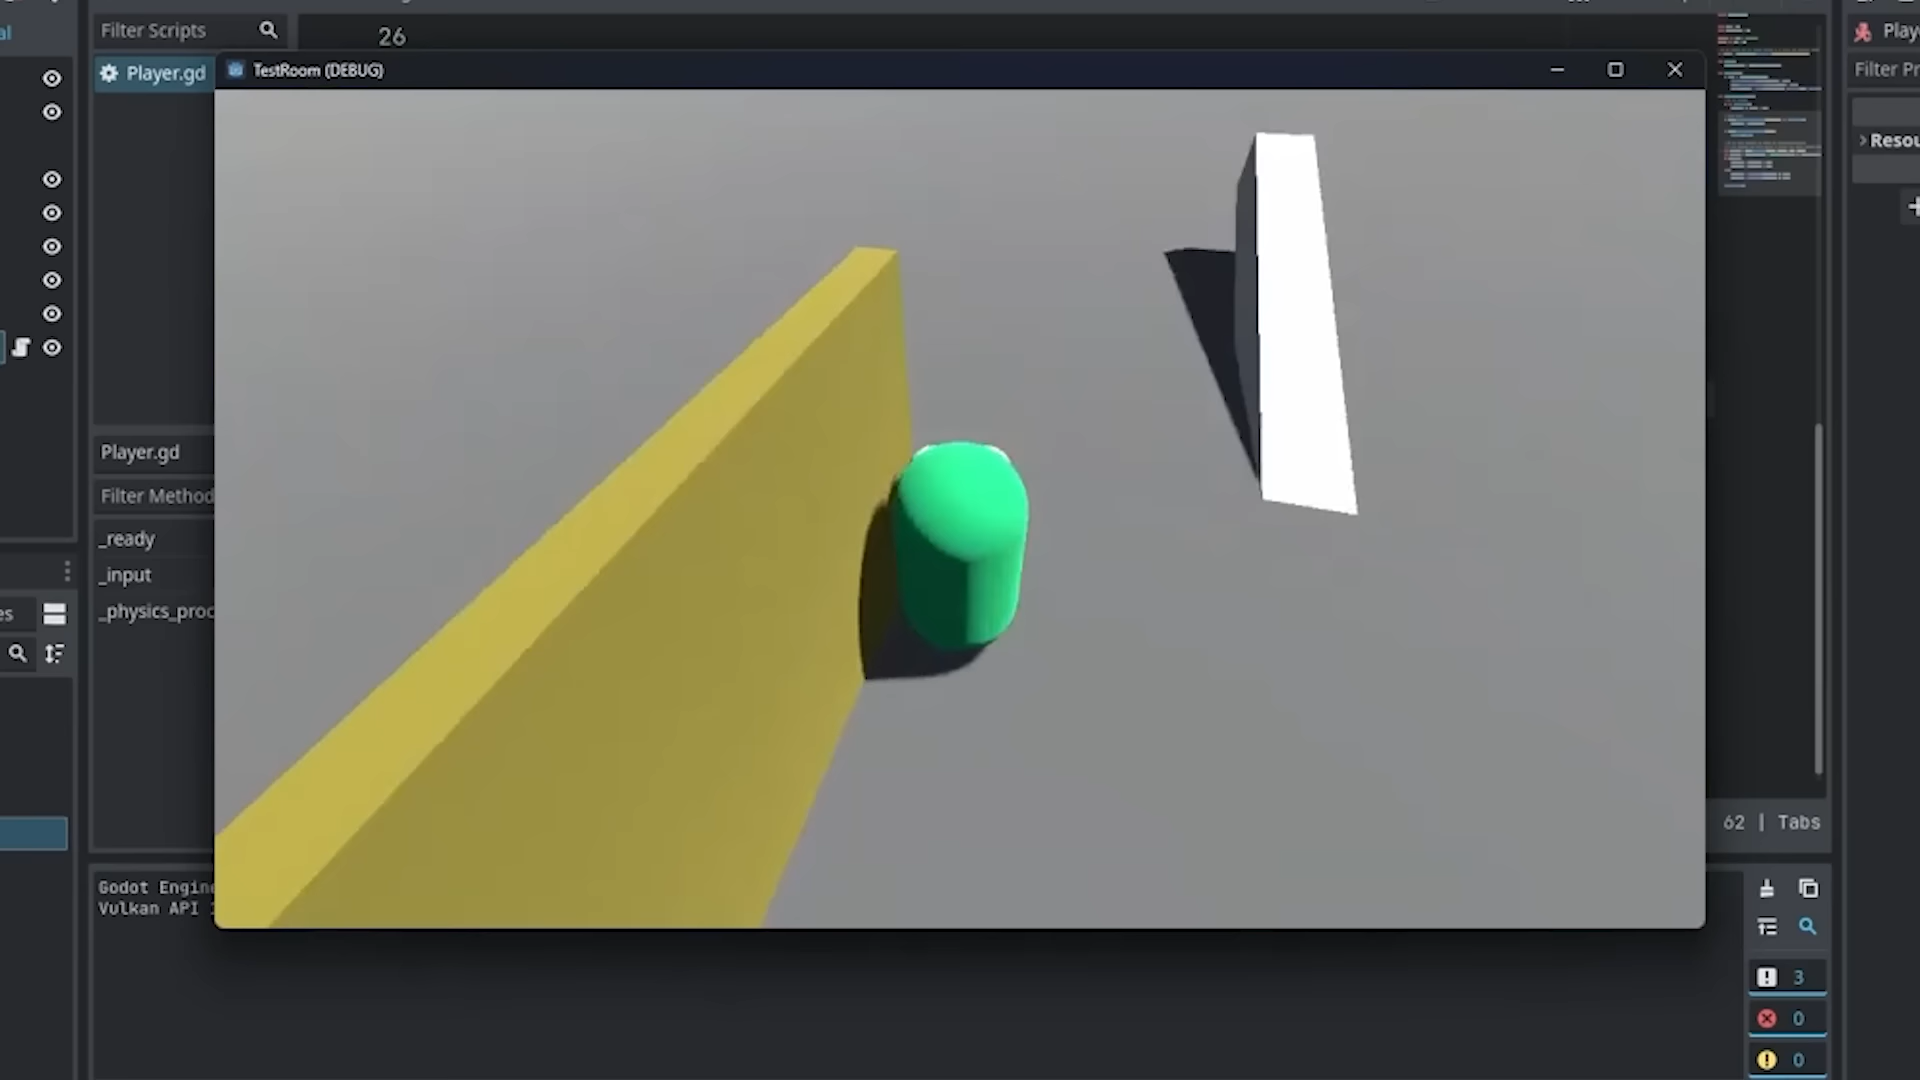 al
Filter Scripts
26
Play
Filter Pr
Player.gd
TestRoom (DEBUG)
Resou
Player.gd
Filter Method
_ready
_input
_physics_proc
es
62 | Tabs
Godot Engine
Vulkan API
3
0
0